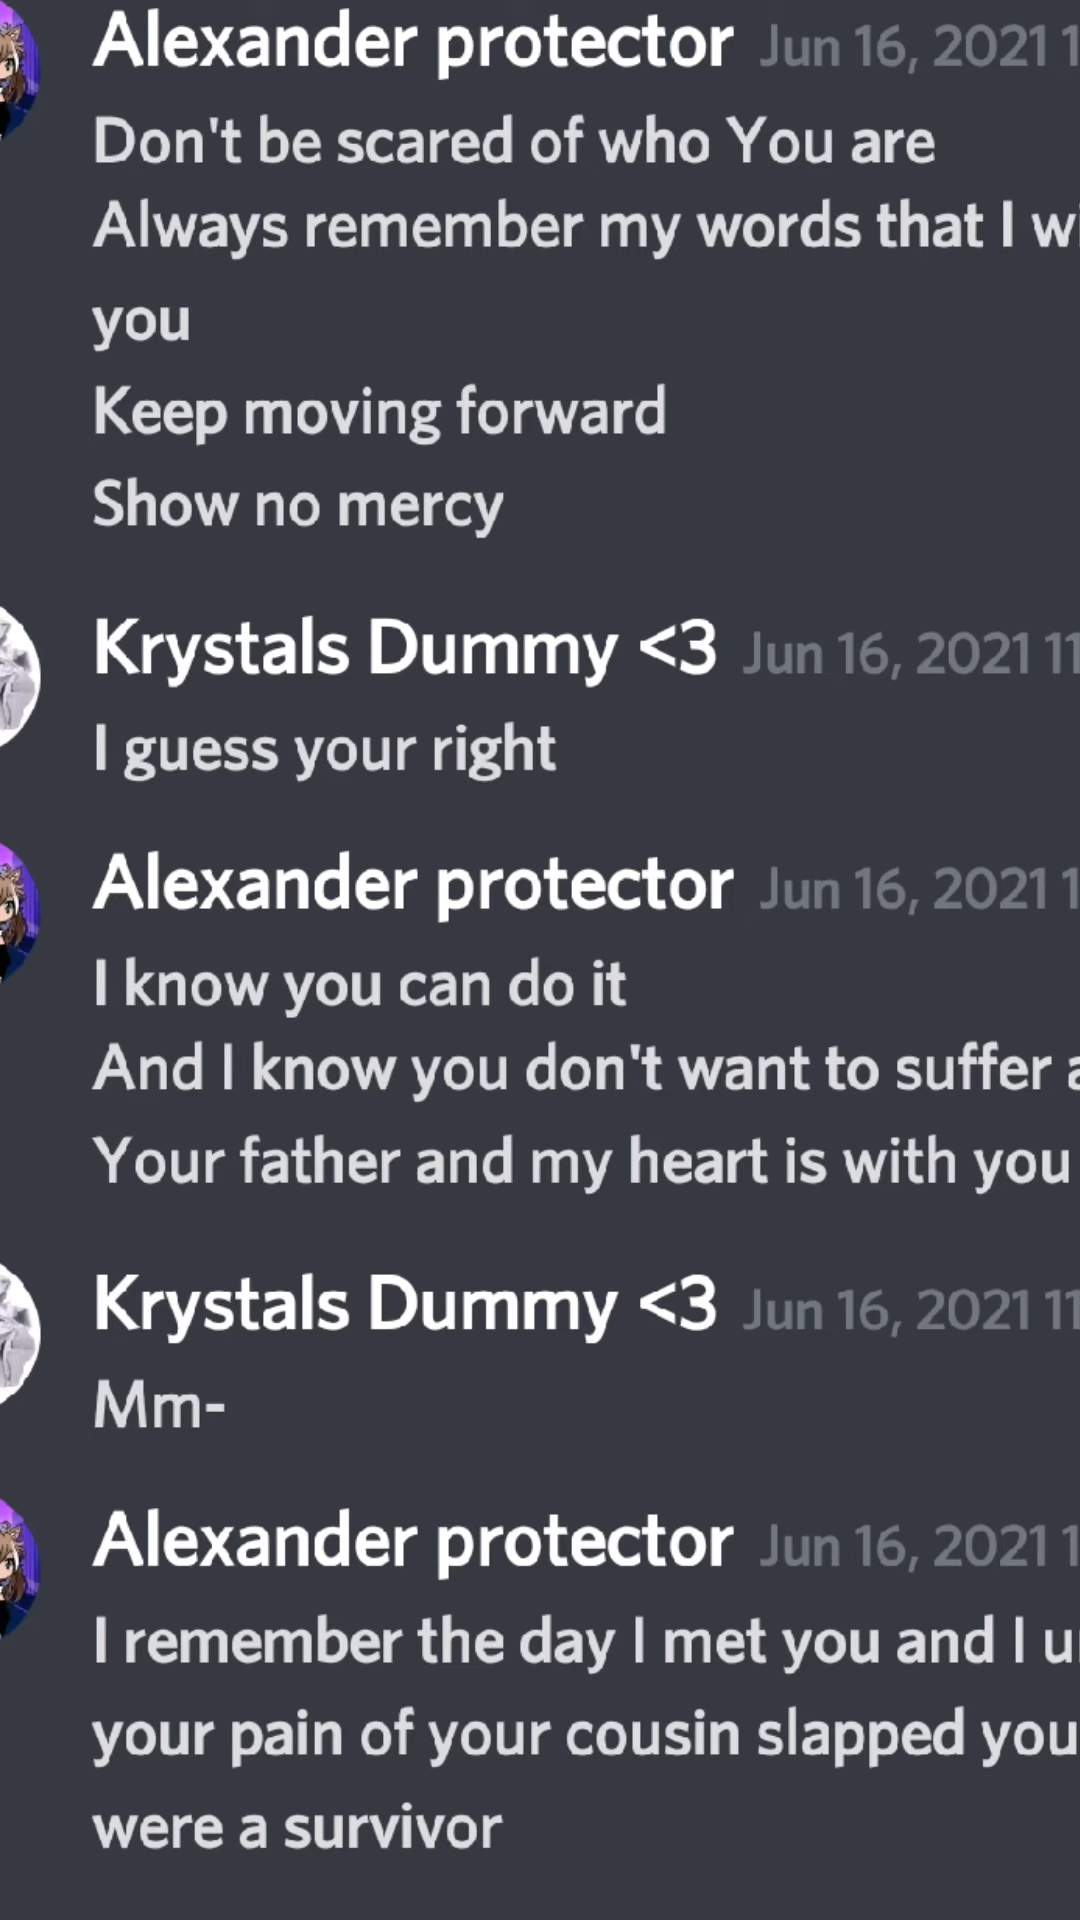 Alexander protector Jun 16, 2021
Don't be scared of who You are
Always remember my words that I
you
Keep moving forward
Show no mercy
Krystals Dummy <3 Jun 16, 2021 11
I guess your right
Alexander protector Jun 16, 2021
I know you can do it
And I know you don't want to suffer
Your father and my heart is with you
Krystals Dummy <3 Jun 16, 2021 11
Mm-
Alexander protector Jun 16, 2021
I remember the day I met you and I
your pain of your cousin slapped you
were a survivor